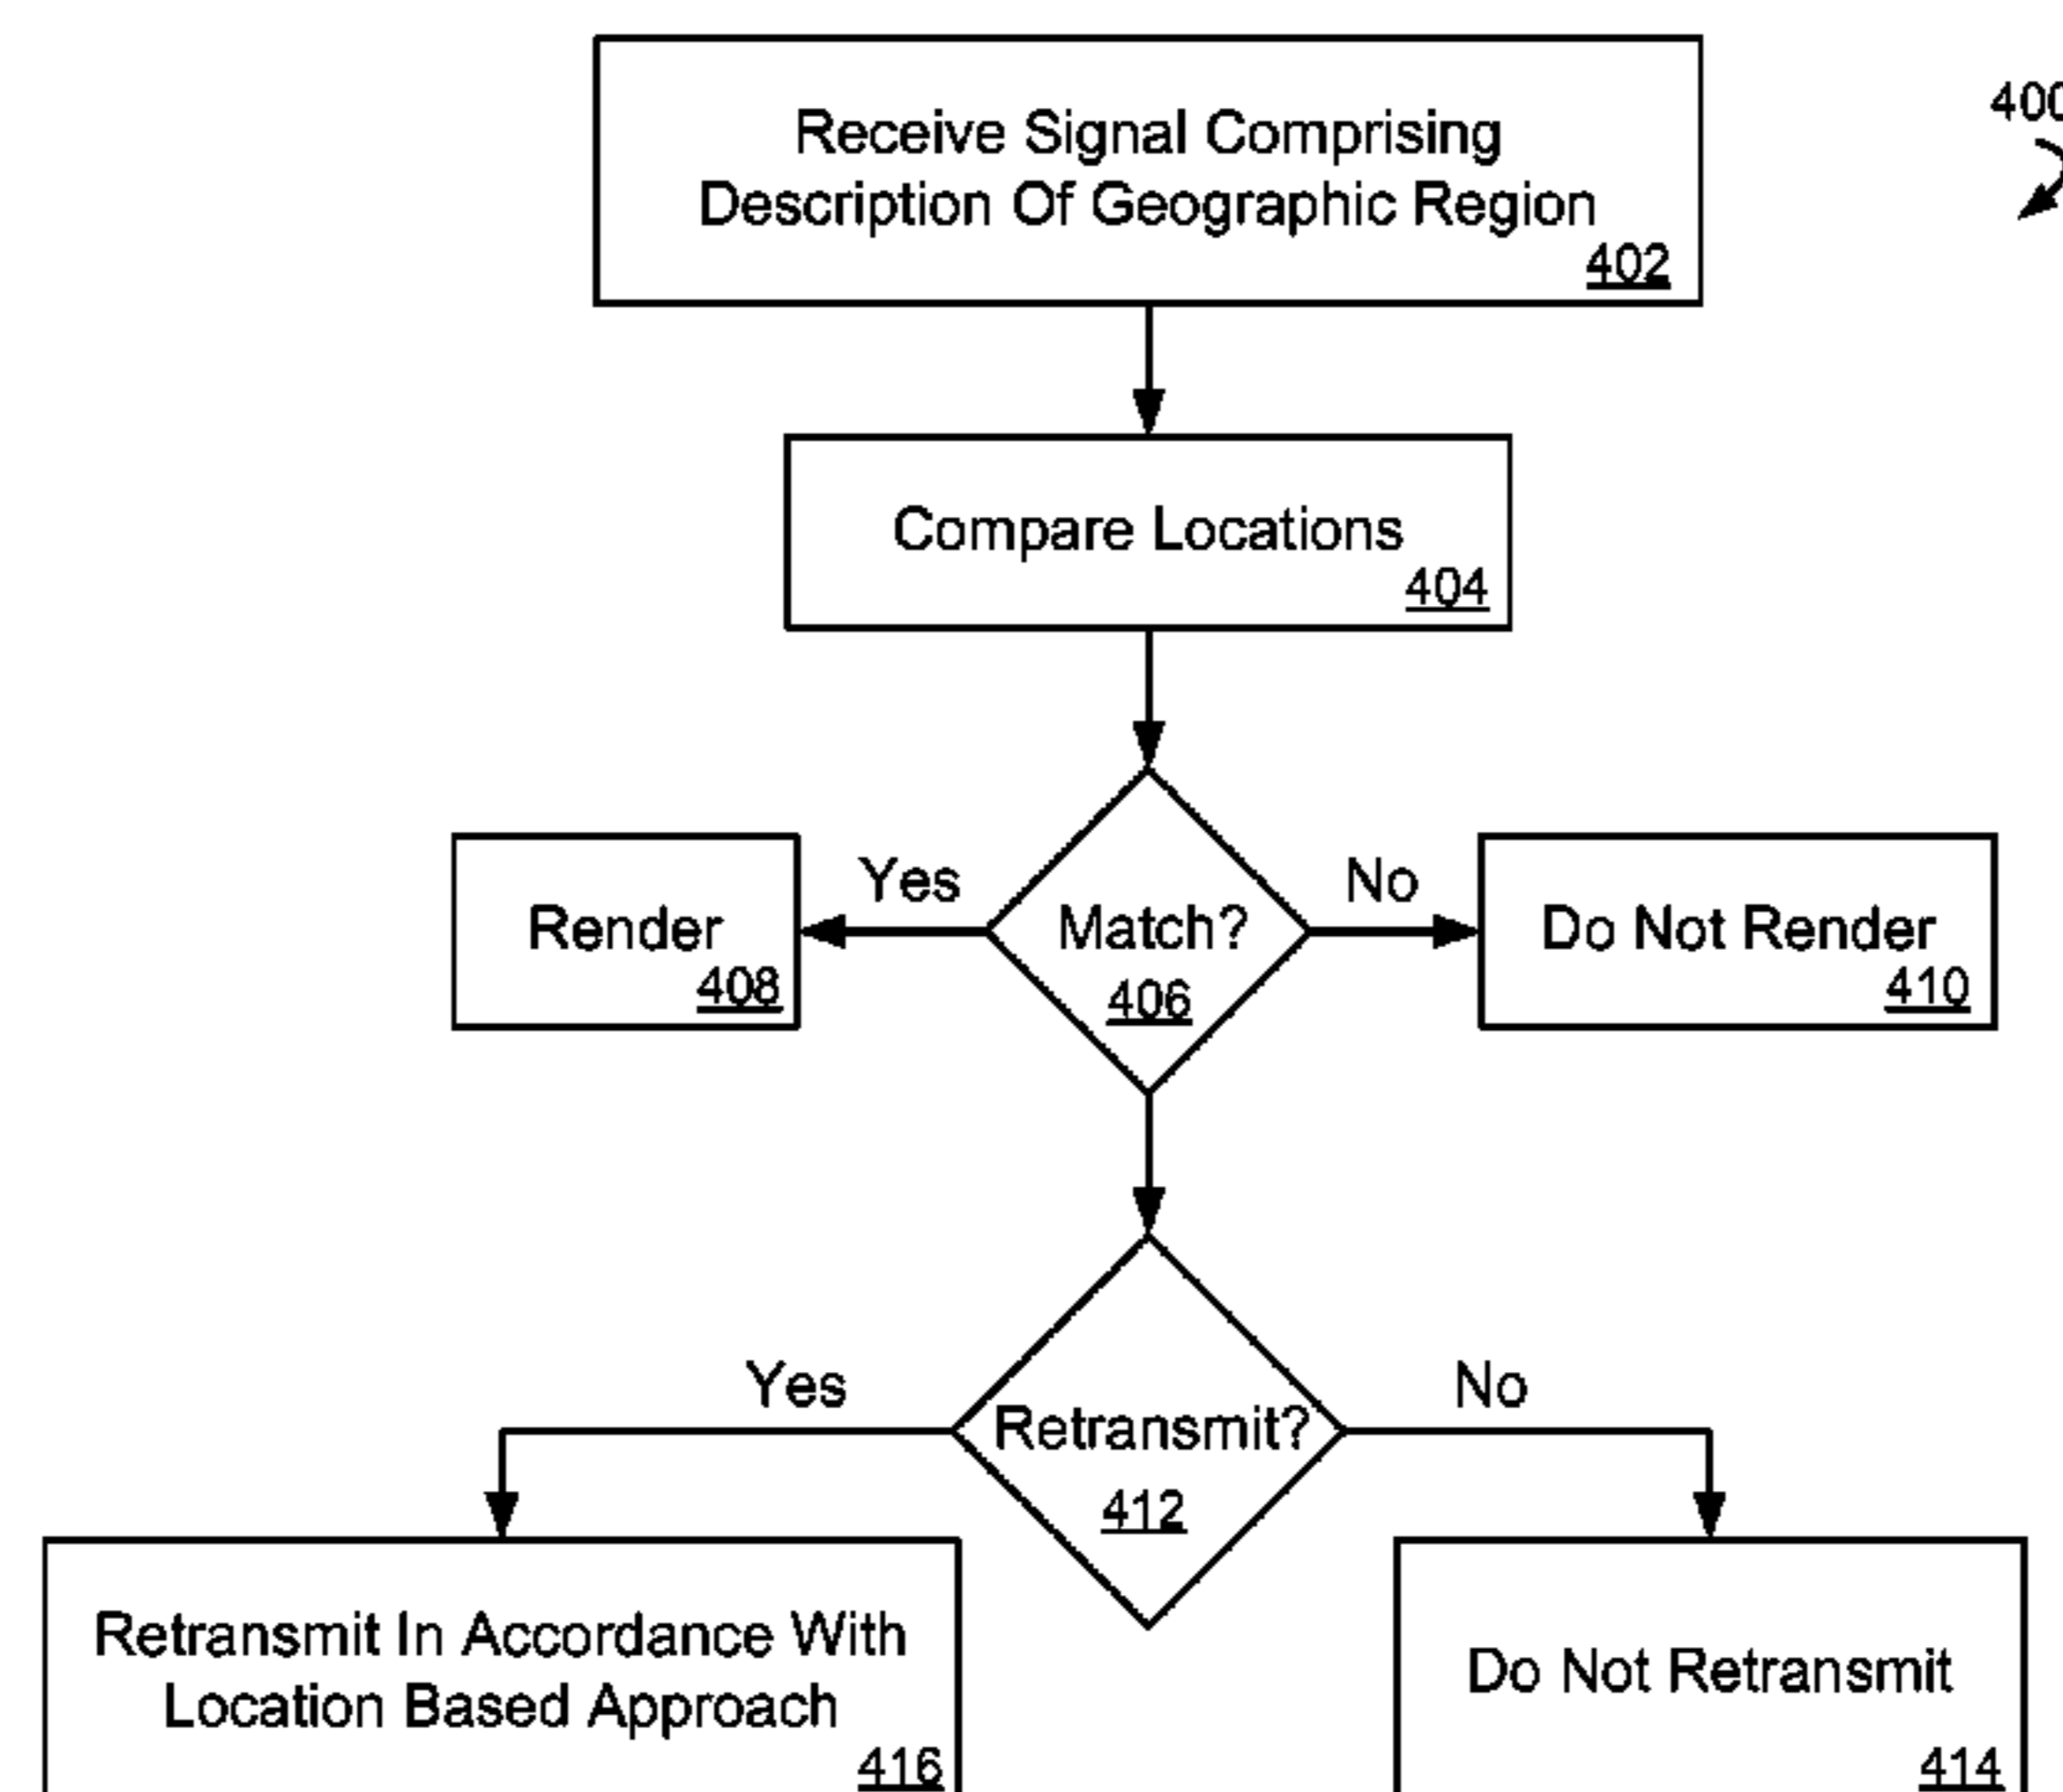 Receive Signal Comprising
Description Of Geographic Region
402
400
Compare Locations
404
Yes
No
Render
408
Match?
406
Do Not Render
410
Yes
No
Retransmit?
412
Retransmit In Accordance With
Location Based Approach
416
Do Not Retransmit
414